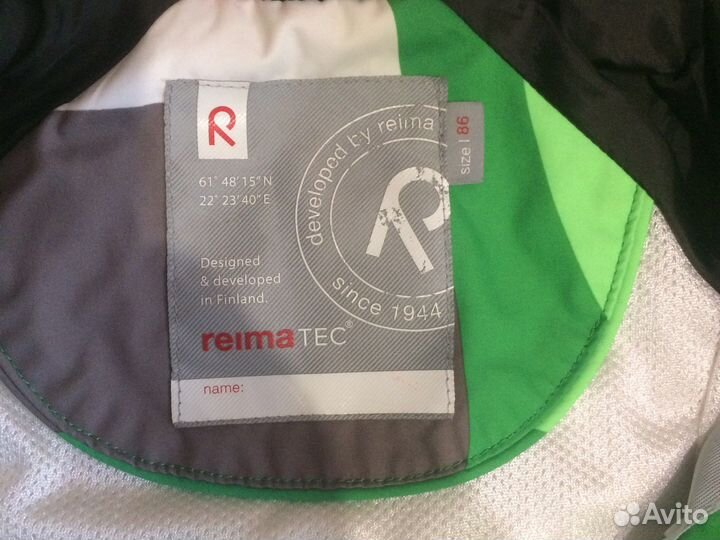 R
61° 48' 15" N
22° 23' 40" E
Designed
& developed
in Finland.
reimaTEC®
name:
developed by reima
R
since 1944
size | 86
Avito